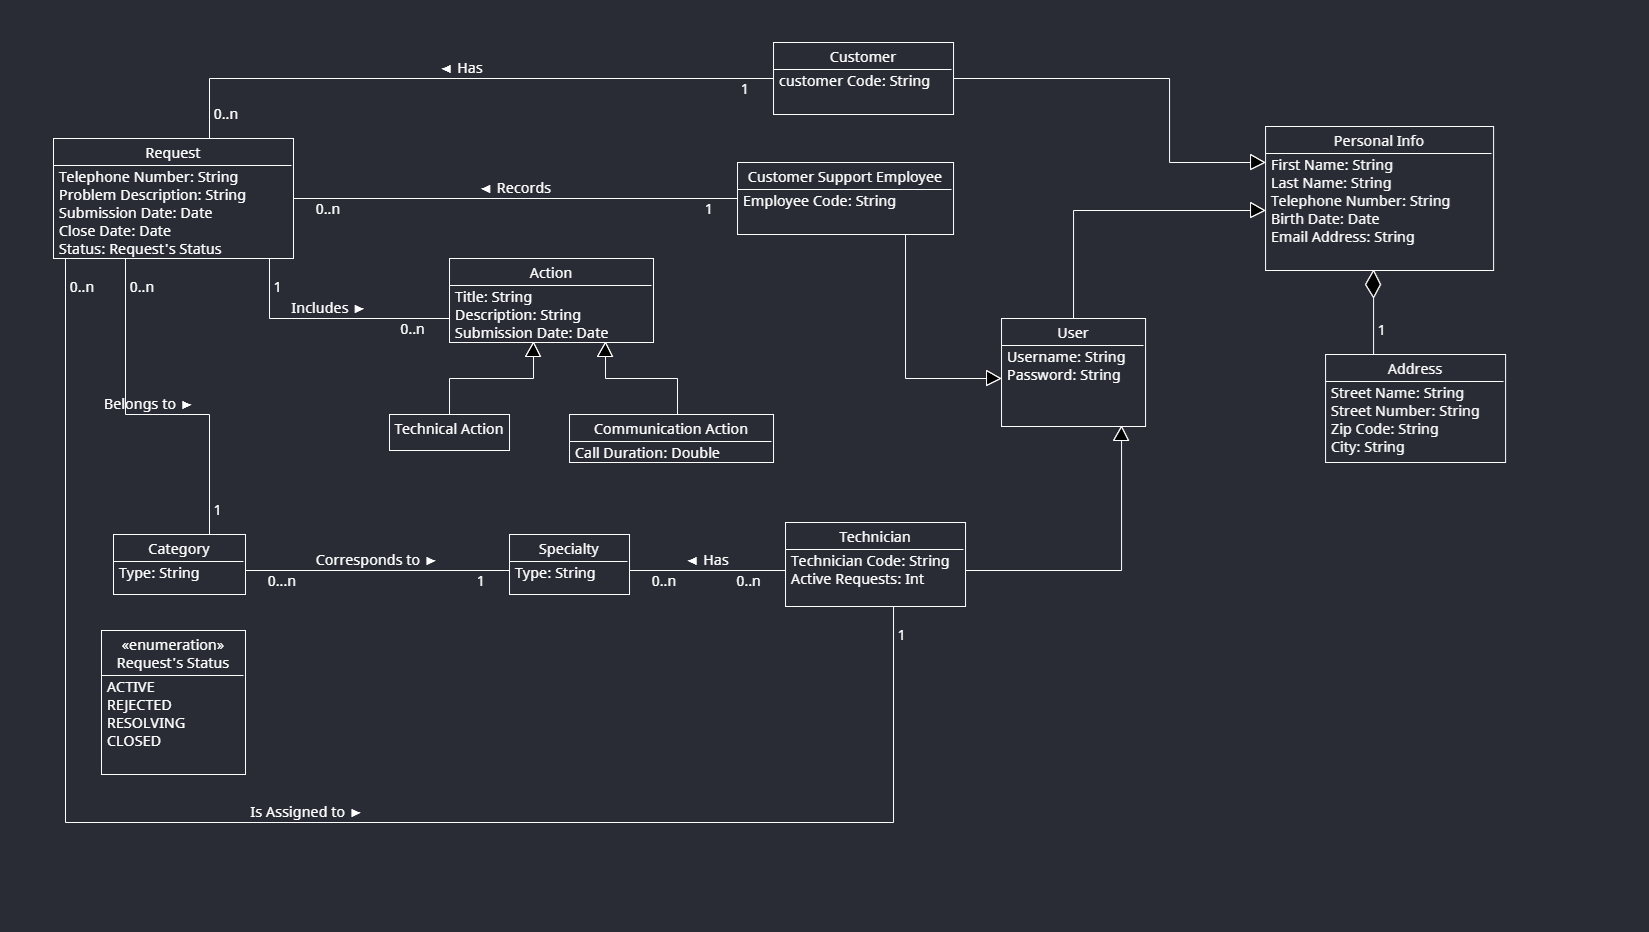 Customer
customer Code: String
◄ Has
1
0..n
Request
Telephone Number: String
Problem Description: String
Submission Date: Date
Close Date: Date
Status: Request's Status
Personal Info
First Name: String
Last Name: String
Telephone Number: String
Birth Date: Date
Email Address: String
Customer Support Employee
Employee Code: String
◄ Records
0..n
1
Action
Title: String
Description: String
Submission Date: Date
0..n
0..n
1
Includes ►
0..n
User
Username: String
Password: String
1
Address
Street Name: String
Street Number: String
Zip Code: String
City: String
Belongs to ►
Technical Action
Communication Action
Call Duration: Double
1
Category
Type: String
Corresponds to ►
0...n
1
Specialty
Type: String
◄ Has
0..n
0..n
Technician
Technician Code: String
Active Requests: Int
1
«enumeration»
Request's Status
ACTIVE
REJECTED
RESOLVING
CLOSED
Is Assigned to ►